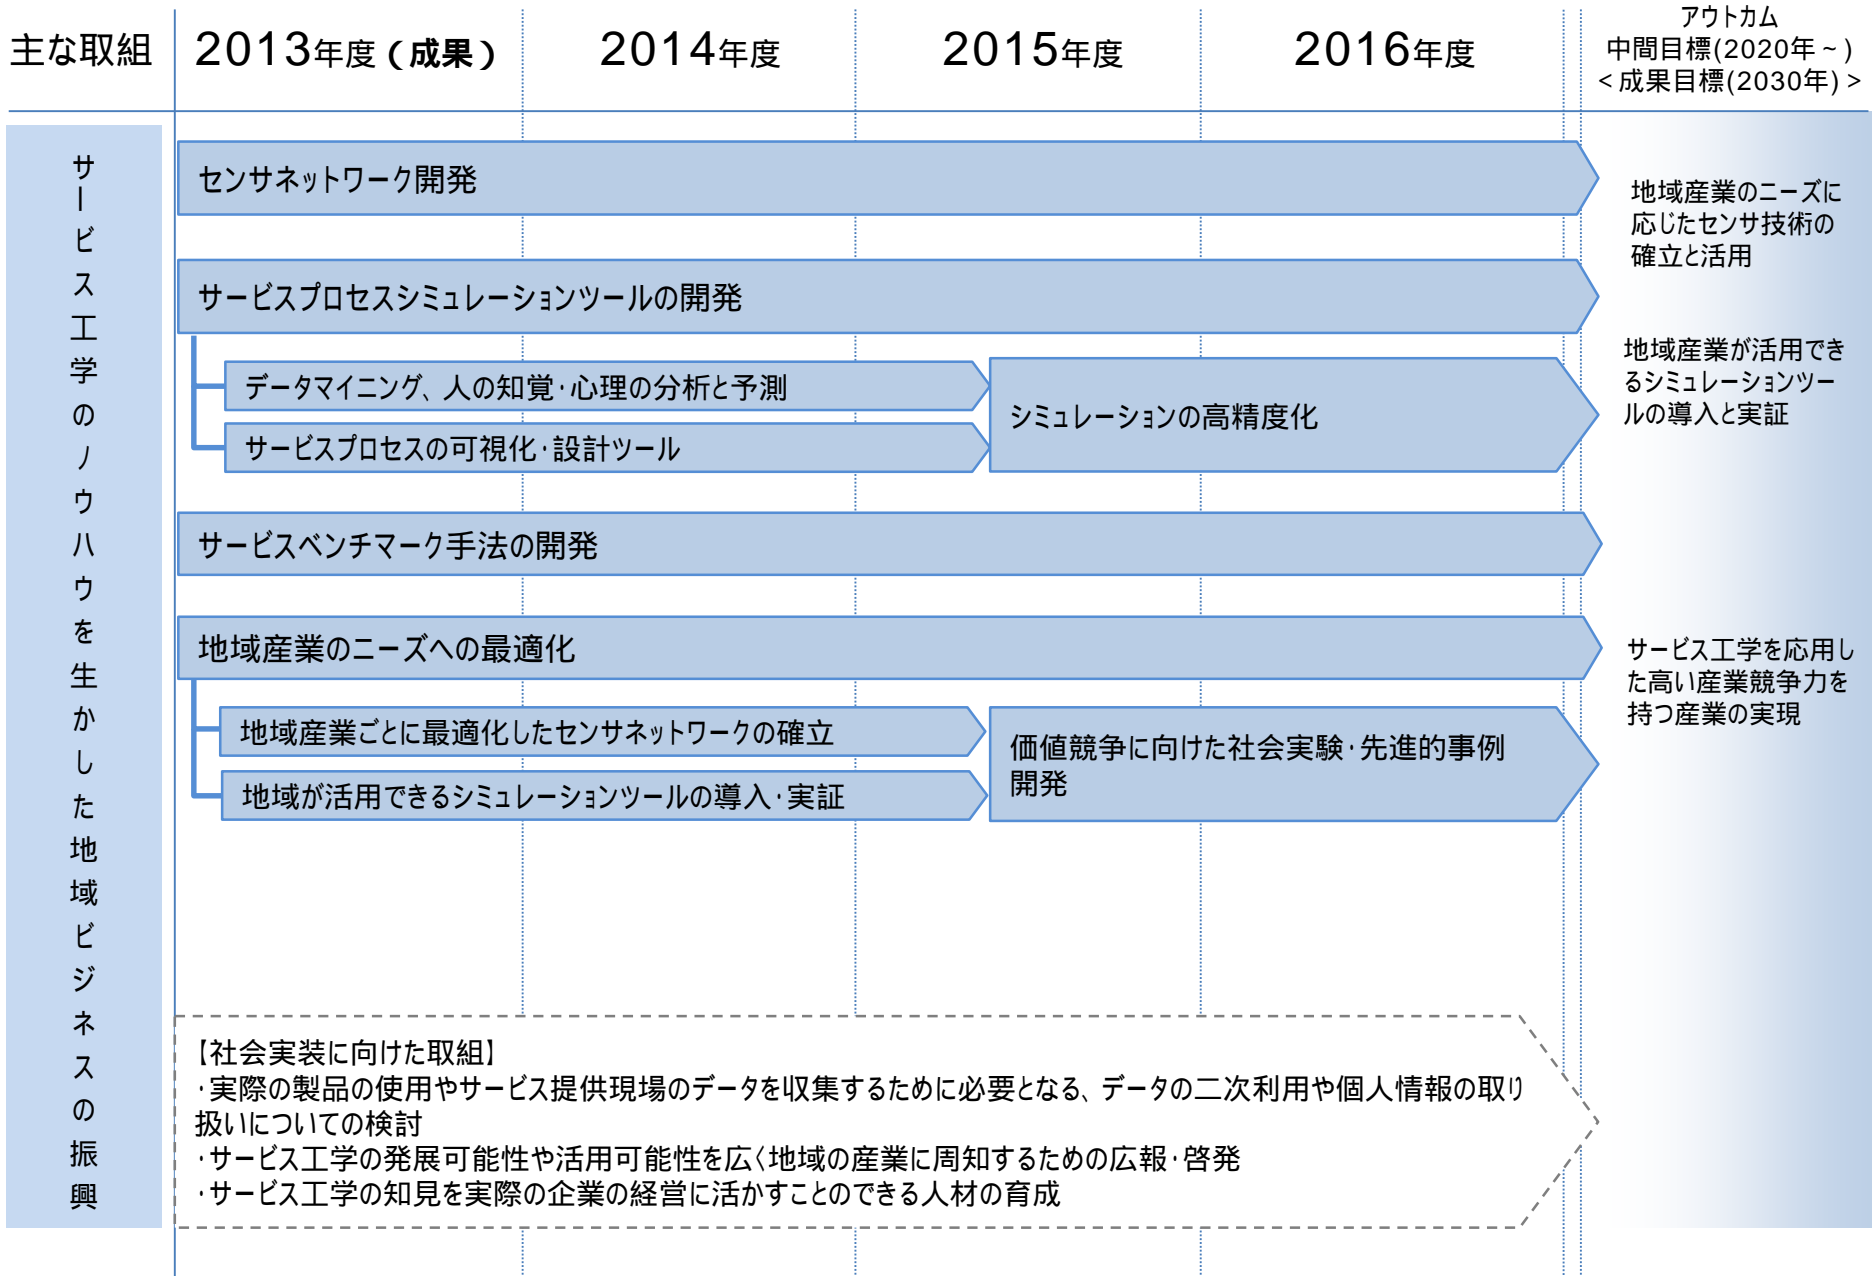 主な取組
2013年度(成果)
2014年度
2015年度
2016年度
アウトカム
中間目標(2020年~)
<成果目標(2030年)>
サービス工学のノウハウを生かした地域ビジネスの振興
センサネットワーク開発
地域産業のニーズに
応じたセンサ技術の
確立と活用
サービスプロセスシミュレーションツールの開発
データマイニング、人の知覚・心理の分析と予測
サービスプロセスの可視化・設計ツール
シミュレーションの高精度化
地域産業が活用でき
るシミュレーションツー
ルの導入と実証
サービスベンチマーク手法の開発
地域産業のニーズへの最適化
地域産業ごとに最適化したセンサネットワークの確立
地域が活用できるシミュレーションツールの導入・実証
価値競争に向けた社会実験・先進的事例
開発
サービス工学を応用し
た高い産業競争力を
持つ産業の実現
【社会実装に向けた取組】
・実際の製品の使用やサービス提供現場のデータを収集するために必要となる、データの二次利用や個人情報の取り
扱いについての検討
・サービス工学の発展可能性や活用可能性を広く地域の産業に周知するための広報・啓発
・サービス工学の知見を実際の企業の経営に活かすことのできる人材の育成